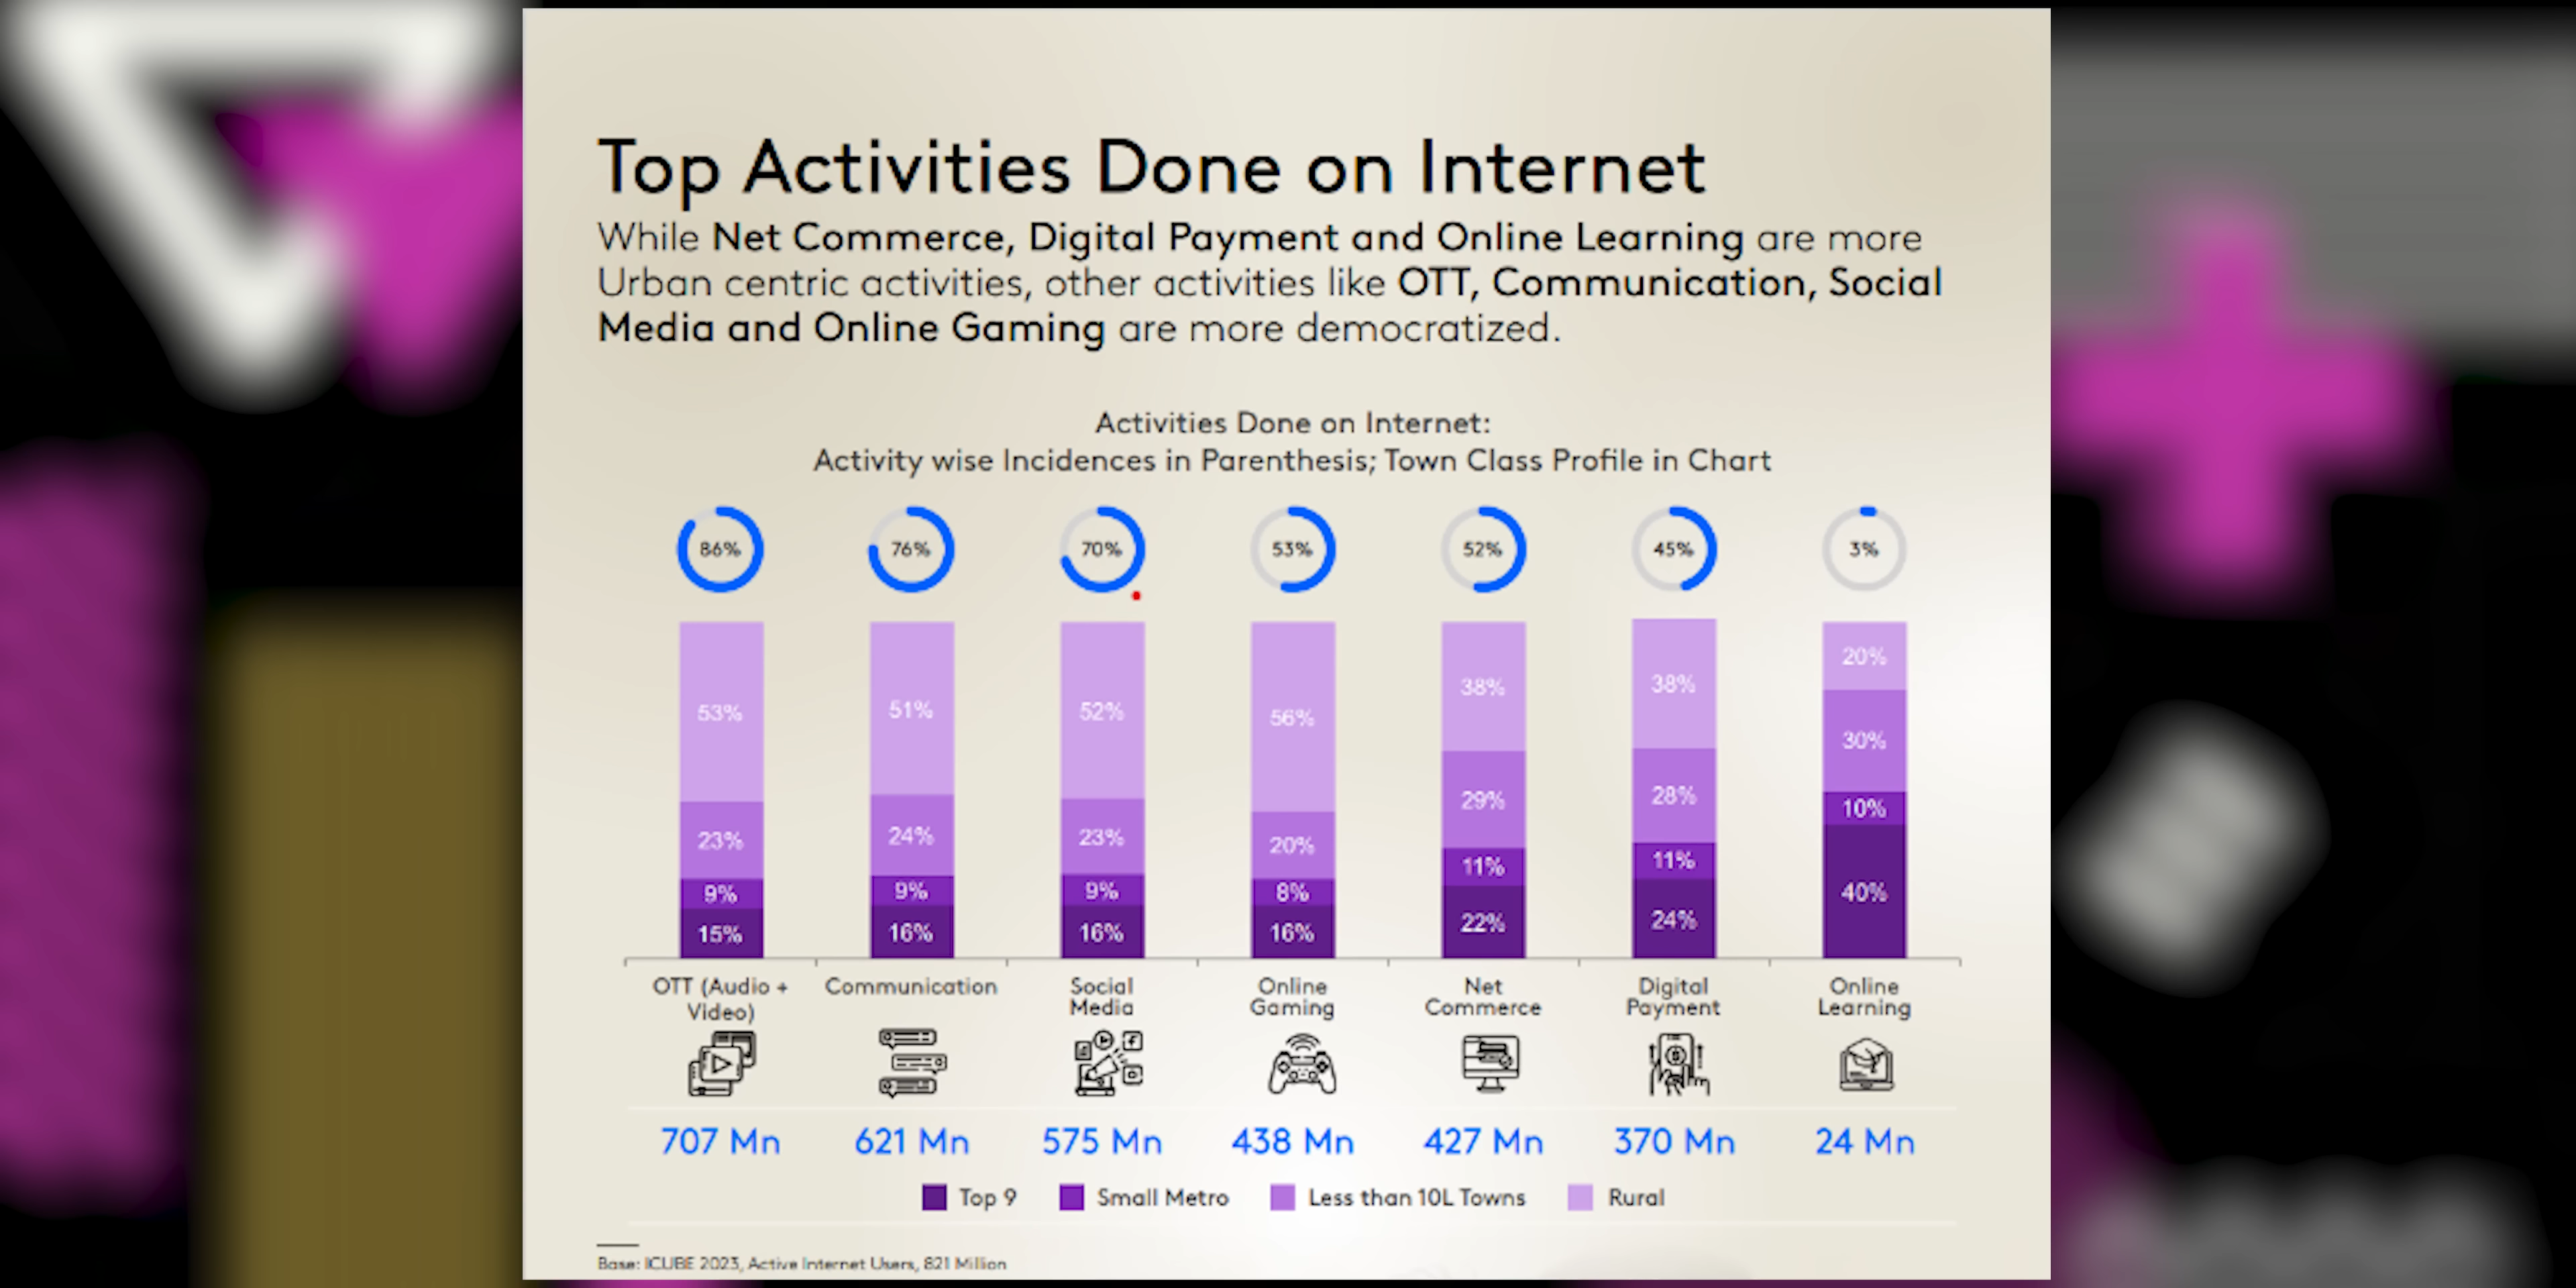 Top Activities Done on Internet
While Net Commerce, Digital Payment and Online Learning are more
Urban centric activities, other activities like OTT, Communication, Social
Media and Online Gaming are more democratized.
Activities Done on Internet:
Activity wise Incidences in Parenthesis; Town Class Profile in Chart
86% 76% 70% 53% 52% 45% 3%
53% 51% 52% 56% 38% 38% 20%
23% 24% 23% 20% 29% 28% 30%
9% 9% 9% 8% 11% 11% 10%
15% 16% 16% 16% 22% 24% 40%
OTT (Audio + Video) Communication Social Media Online Gaming Net Commerce Digital Payment Online Learning
707 Mn 621 Mn 575 Mn 438 Mn 427 Mn 370 Mn 24 Mn
Top 9 Small Metro Less than 10L Towns Rural
Base: ICUBE 2023, Active Internet Users, 821 Million